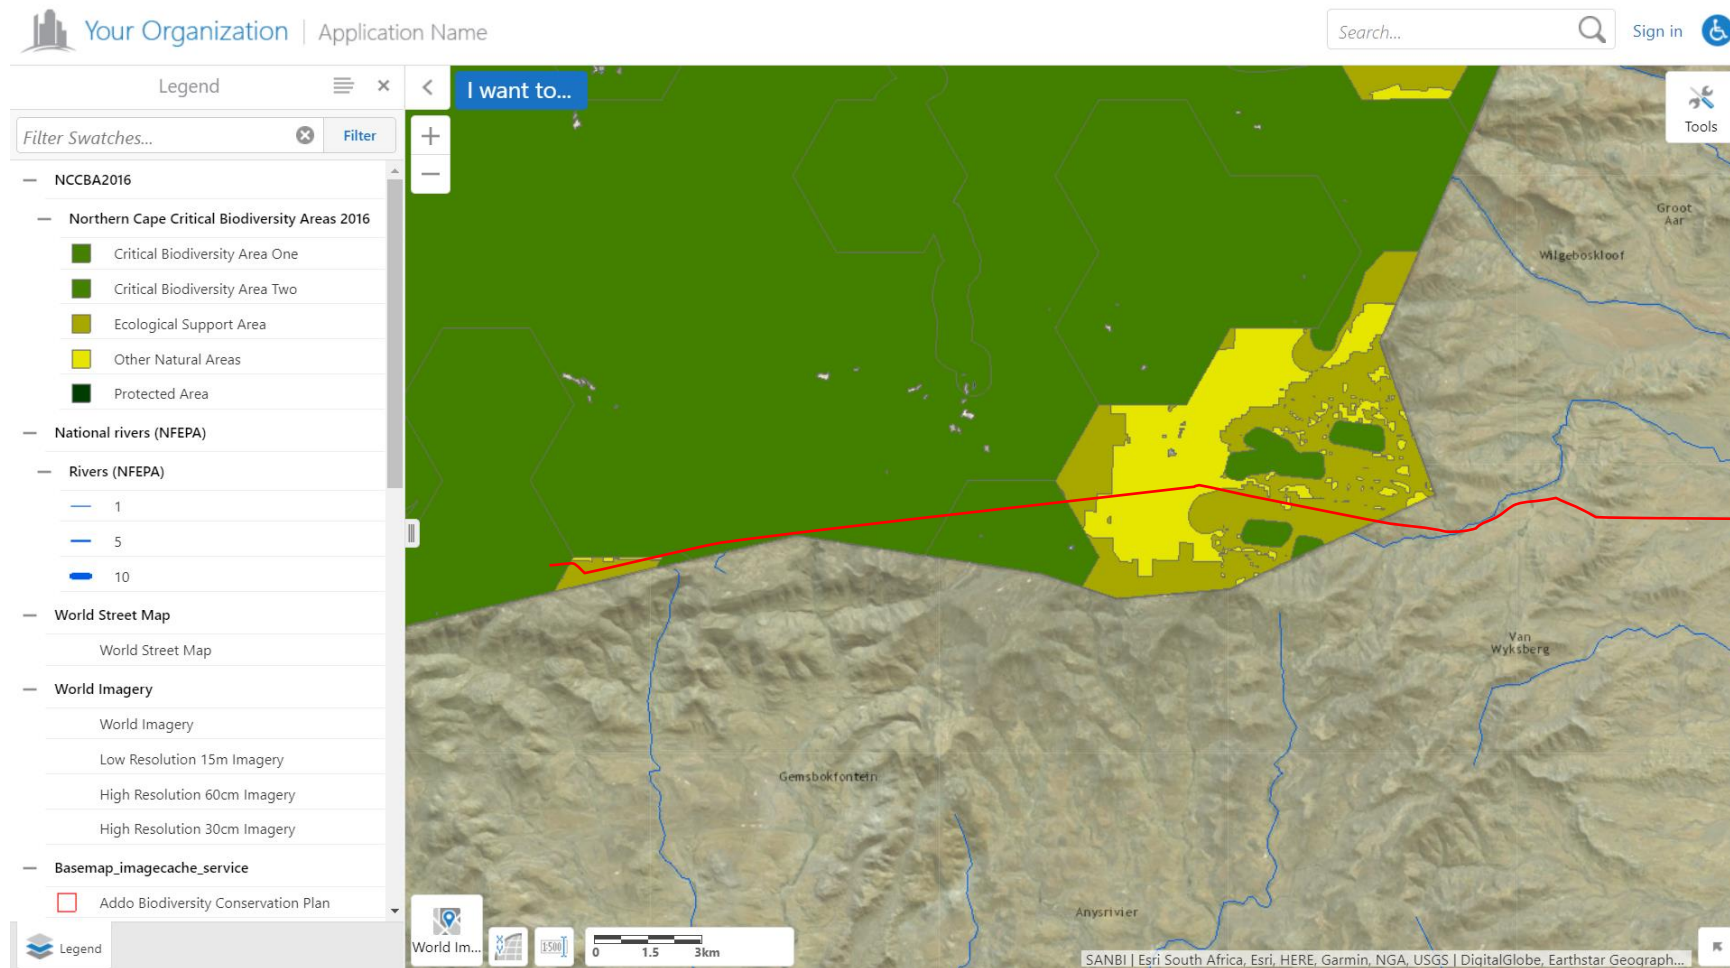 Your Organization | Application Name
Search...
Sign in
Legend
I want to...
Tools
Filter Swatches...
Filter
NCCBA2016
Northern Cape Critical Biodiversity Areas 2016
Critical Biodiversity Area One
Critical Biodiversity Area Two
Ecological Support Area
Other Natural Areas
Protected Area
National rivers (NFEPA)
Rivers (NFEPA)
1
5
10
World Street Map
World Street Map
World Imagery
World Imagery
Low Resolution 15m Imagery
High Resolution 60cm Imagery
High Resolution 30cm Imagery
Basemap_imagecache_service
Addo Biodiversity Conservation Plan
Legend
Groot
Aar
Wilgeboskloof
Van
Wyksberg
Gemsbokfontein
Anysrivier
World Im...
X
Y
1:500
0 1.5 3km
SANBI | Esri South Africa, Esri, HERE, Garmin, NGA, USGS | DigitalGlobe, Earthstar Geograph...